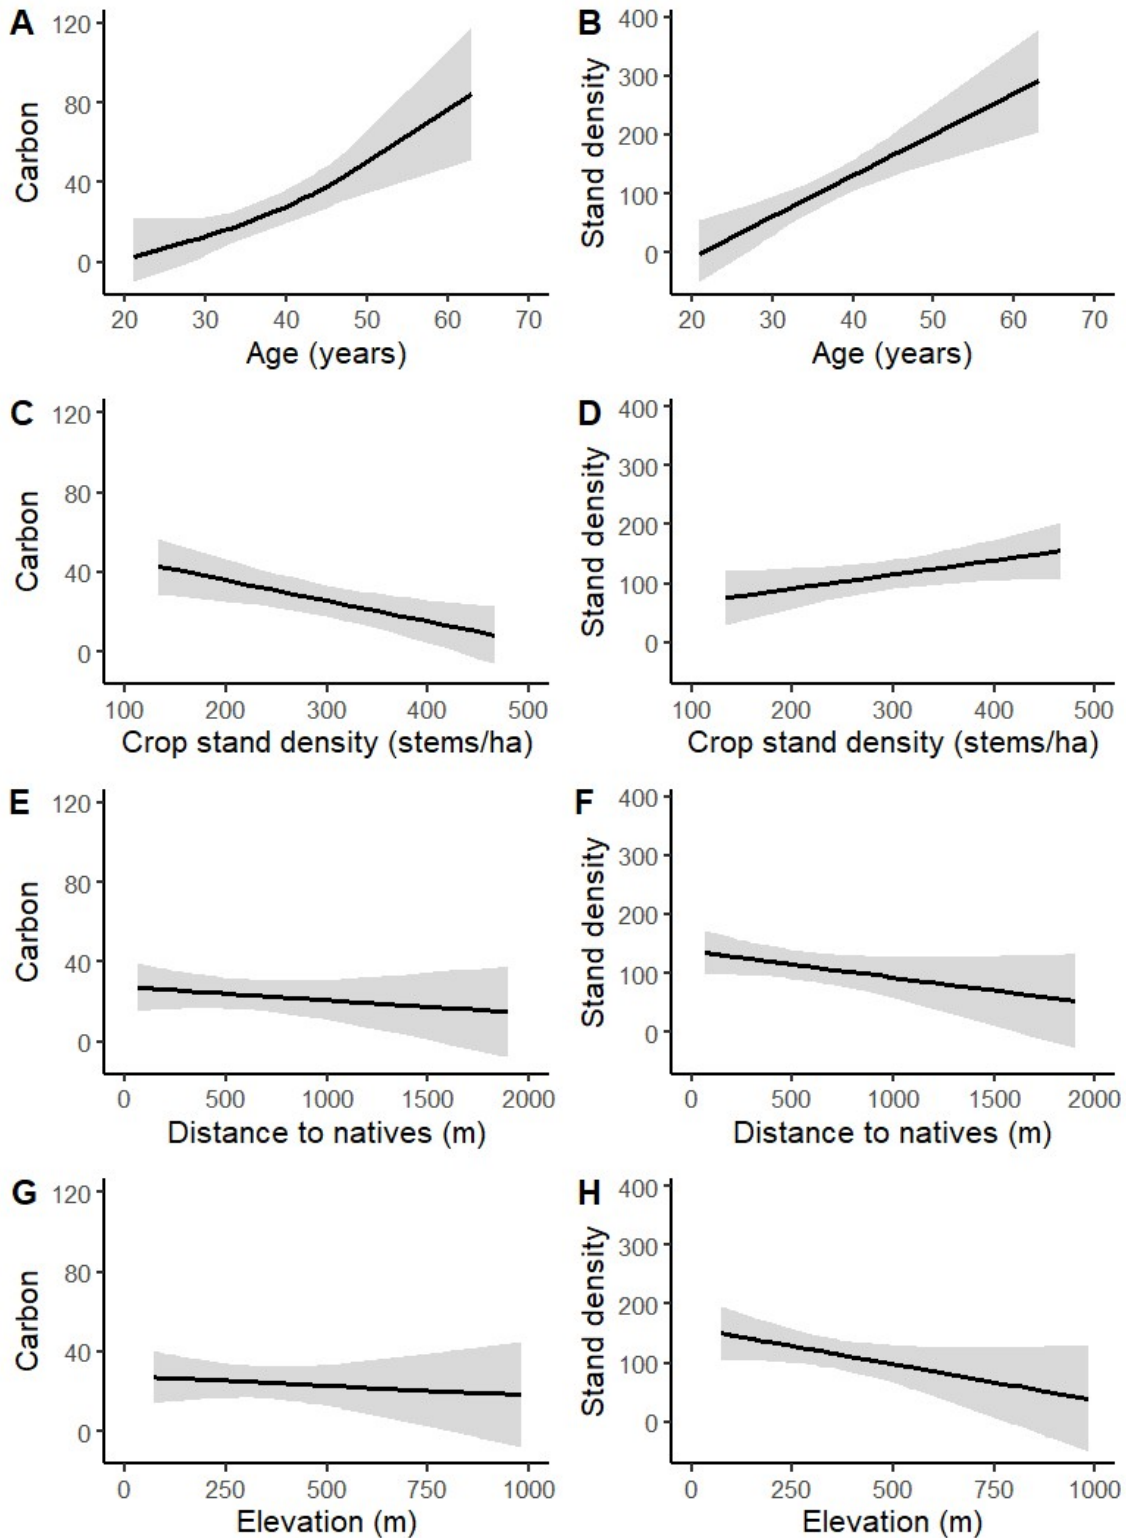 A
120
80
40
0
Carbon
20 30 40 50 60 70
Age (years)
B
400
300
200
100
0
Stand density
20 30 40 50 60 70
Age (years)
C
120
80
40
0
Carbon
100 200 300 400 500
Crop stand density (stems/ha)
D
400
300
200
100
0
Stand density
100 200 300 400 500
Crop stand density (stems/ha)
E
120
80
40
0
Carbon
0 500 1000 1500 2000
Distance to natives (m)
F
400
300
200
100
0
Stand density
0 500 1000 1500 2000
Distance to natives (m)
G
120
80
40
0
Carbon
0 250 500 750 1000
Elevation (m)
H
400
300
200
100
0
Stand density
0 250 500 750 1000
Elevation (m)